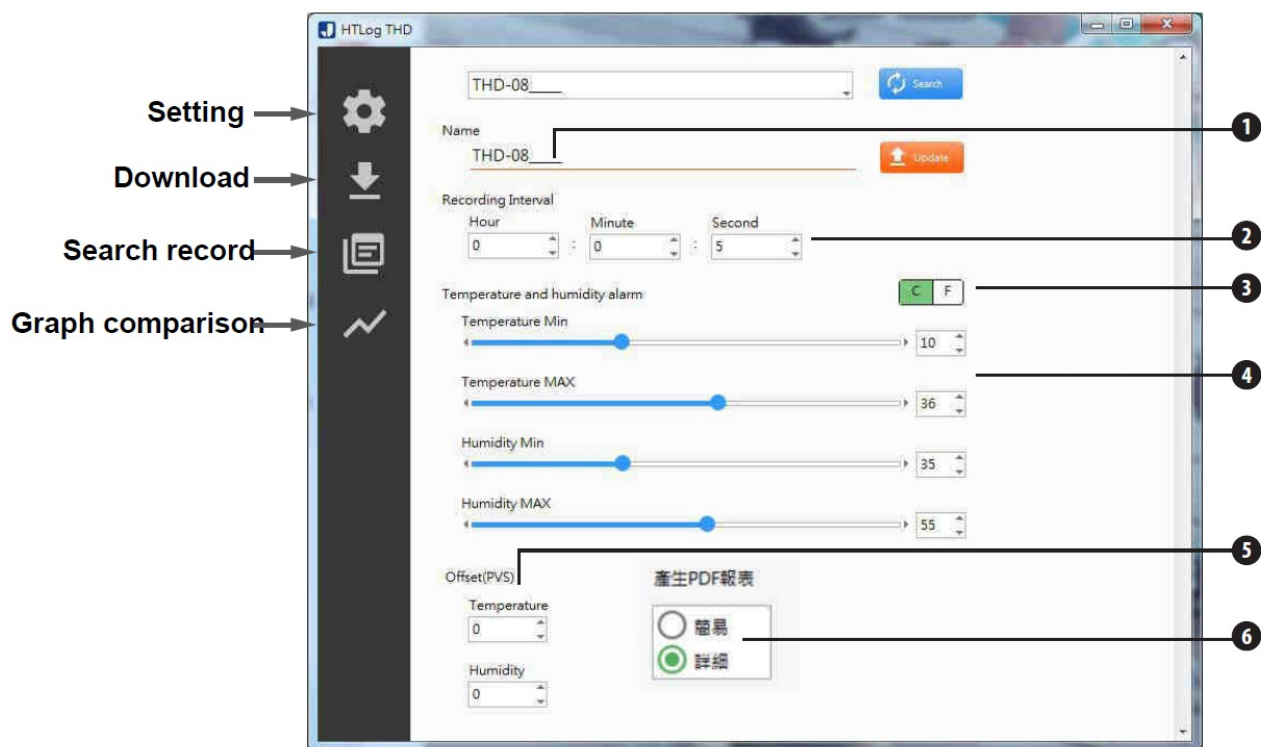 HTLog THD
Setting
Download
Search record
Graph comparison
THD-08____
Search
1
Name
THD-08____
Update
Recording Interval
Hour Minute Second
0 : 0 : 5
2
Temperature and humidity alarm
C F
3
Temperature Min
10
4
Temperature MAX
36
Humidity Min
35
Humidity MAX
55
5
Offset(PVS)
Temperature
0
Humidity
0
產生PDF報表
簡易
詳細
6